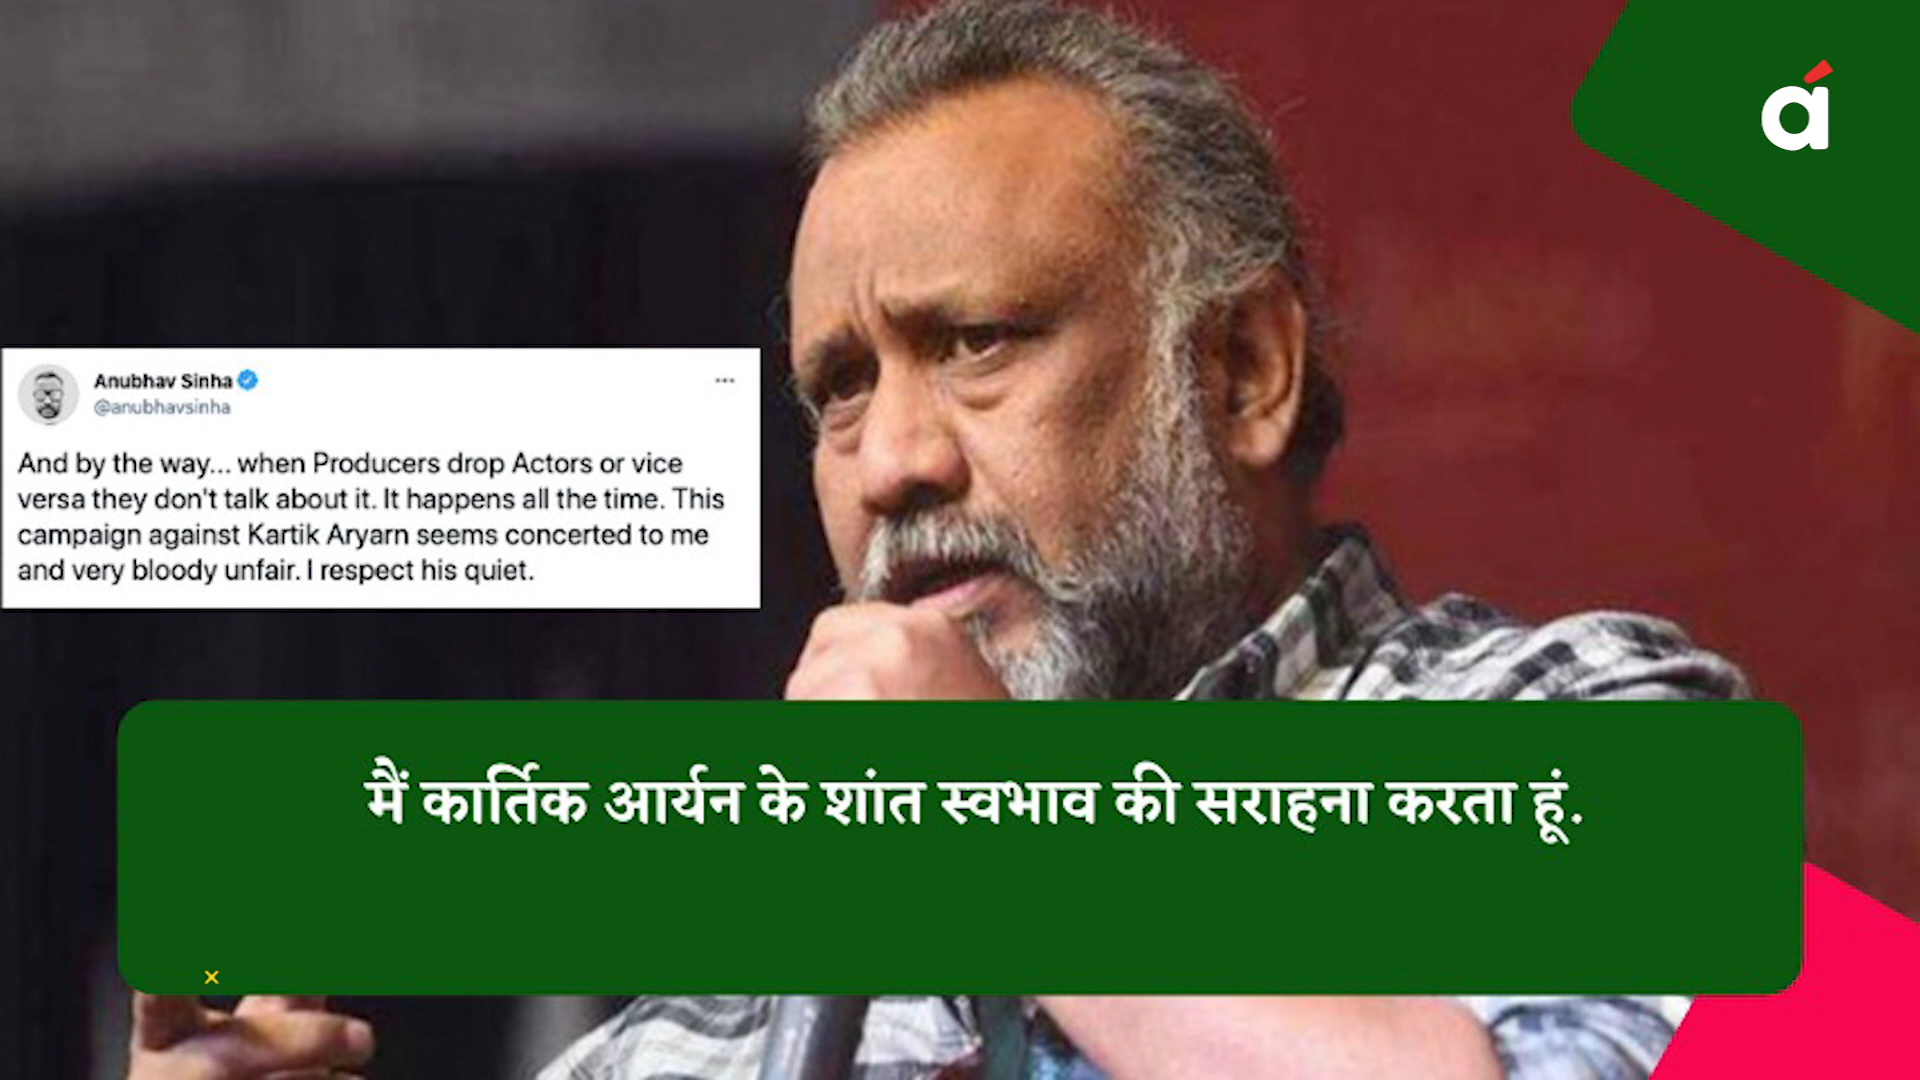 á
Anubhav Sinha
@anubhavsinha
And by the way... when Producers drop Actors or vice
versa they don't talk about it. It happens all the time. This
campaign against Kartik Aryarn seems concerted to me
and very bloody unfair. I respect his quiet.
मैं कार्तिक आर्यन के शांत स्वभाव की सराहना करता हूं.